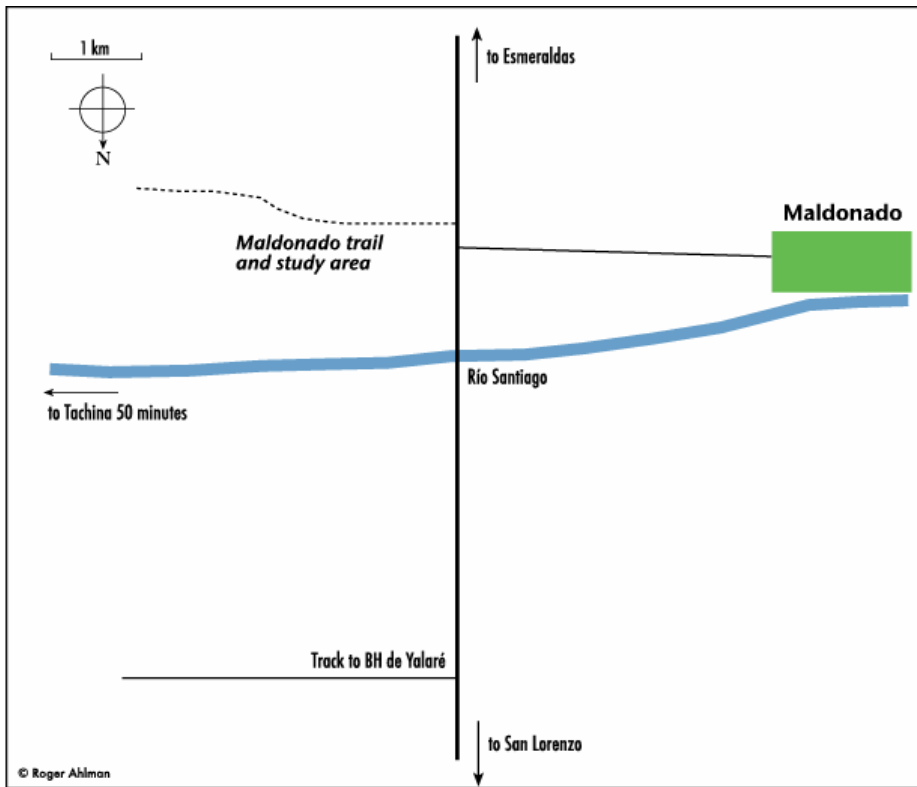 1 km
to Esmeraldas
N
Maldonado
Maldonado trail
and study area
Río Santiago
to Tachina 50 minutes
Track to BH de Yalaré
to San Lorenzo
© Roger Ahlman